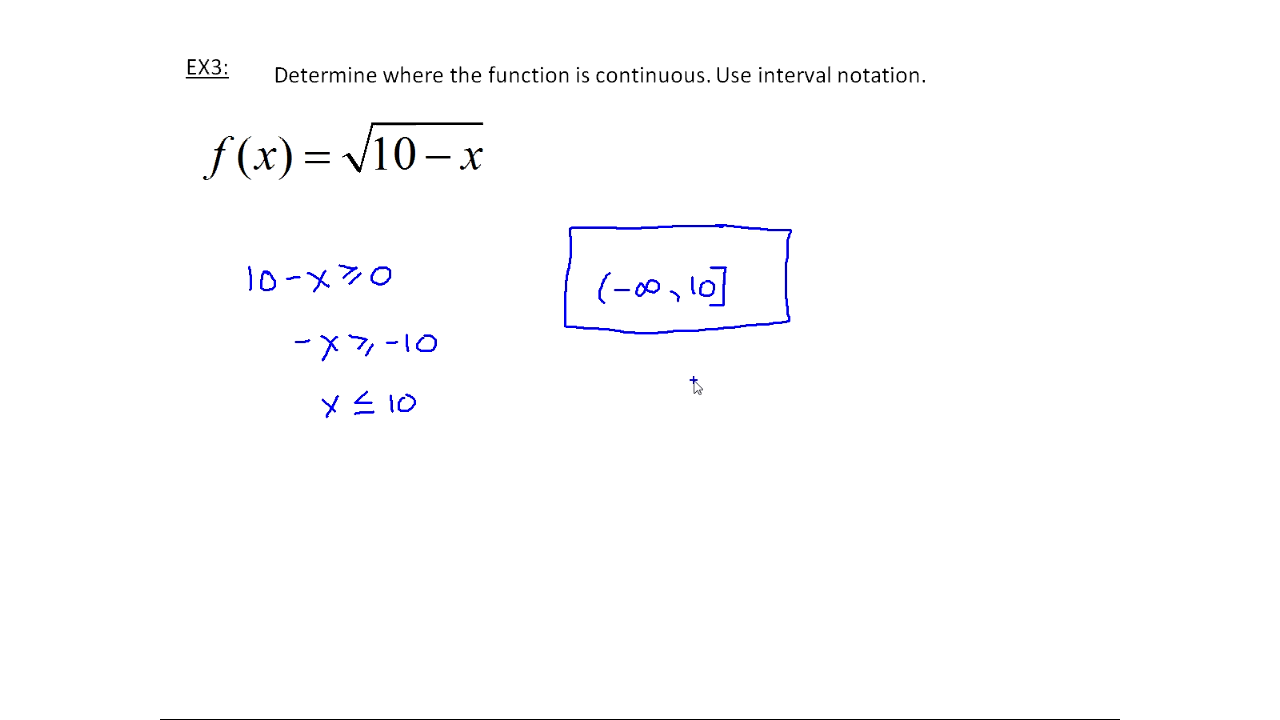 EX3: Determine where the function is continuous. Use interval notation.
f(x) = √10 − x
10 - x ≥ 0
- x ≥ -10
x ≤ 10
(-∞, 10]